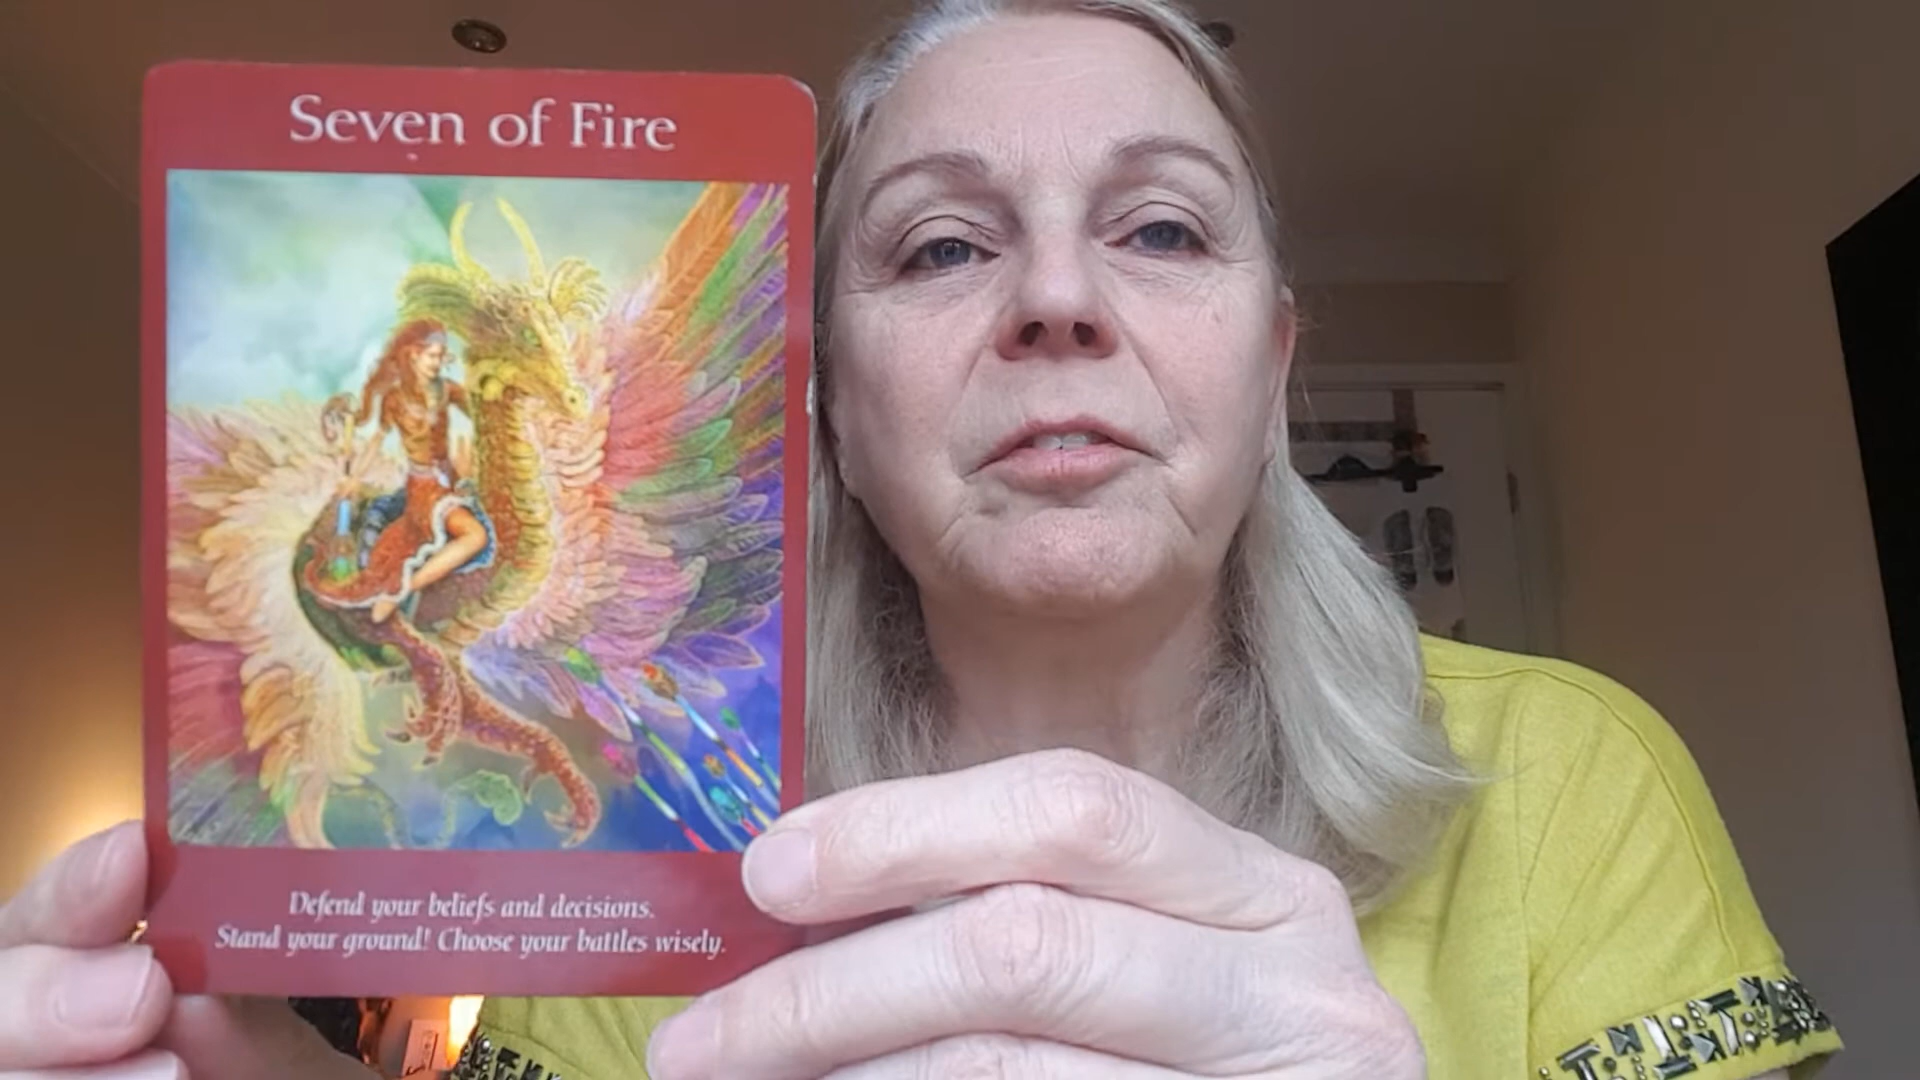 Seven of Fire
Defend your beliefs and decisions.
Stand your ground! Choose your battles wisely.